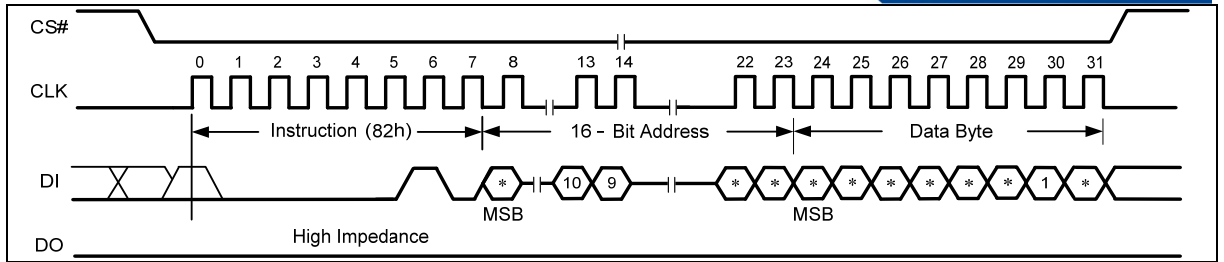 CS#
0 1 2 3 4 5 6 7 8 13 14 22 23 24 25 26 27 28 29 30 31
CLK
Instruction (82h) 16 - Bit Address Data Byte
DI * 10 9 * * * * * * * * 1 *
MSB MSB
High Impedance
DO